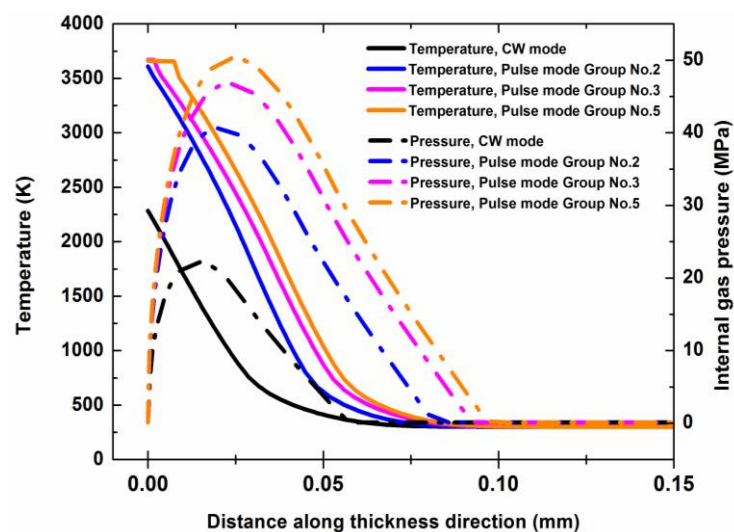 Temperature (K)
4000
3500
3000
2500
2000
1500
1000
500
0
Temperature, CW mode
Temperature, Pulse mode Group No.2
Temperature, Pulse mode Group No.3
Temperature, Pulse mode Group No.5
Pressure, CW mode
Pressure, Pulse mode Group No.2
Pressure, Pulse mode Group No.3
Pressure, Pulse mode Group No.5
50
40
30
20
10
0
Internal gas pressure (MPa)
0.00
0.05
0.10
0.15
Distance along thickness direction (mm)